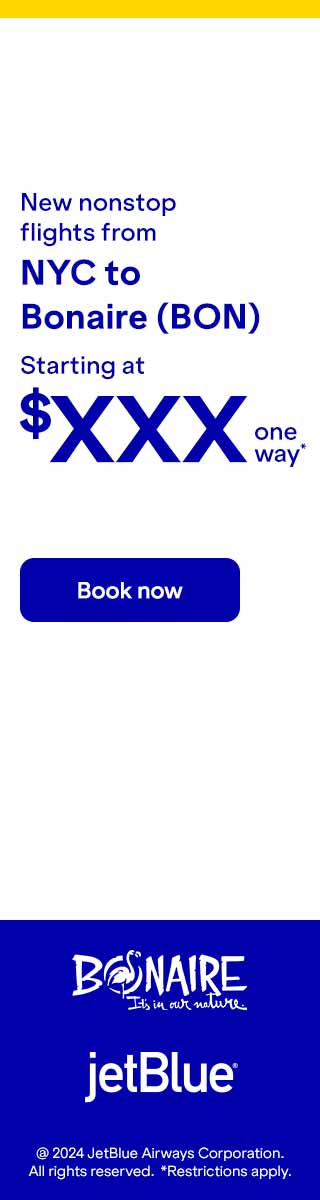 New nonstop
flights from
NYC to
Bonaire (BON)
Starting at
$XXX one way*
Book now
BONAIRE
It's in our nature.
jetBlue®
@ 2024 JetBlue Airways Corporation.
All rights reserved. *Restrictions apply.